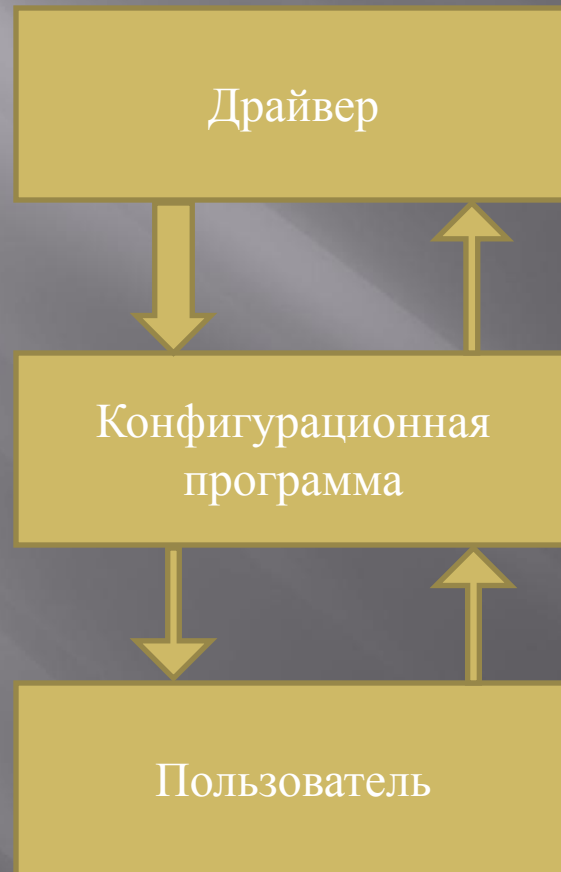 Драйвер
Конфигурационная
программа
Пользователь